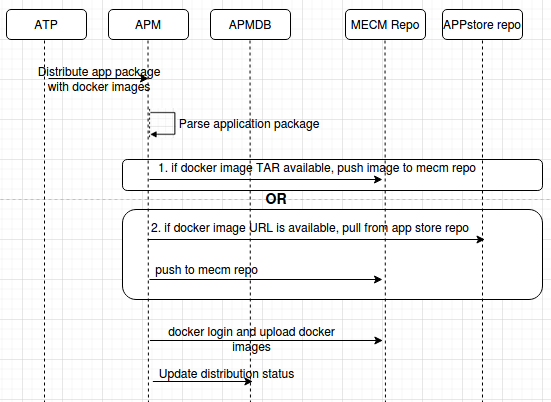 ATP
APM
APMDB
MECM Repo
APPstore repo
Distribute app package
with docker images
Parse application package
1. if docker image TAR available, push image to mecm repo
OR
2. if docker image URL is available, pull from app store repo
push to mecm repo
docker login and upload docker
images
Update distribution status